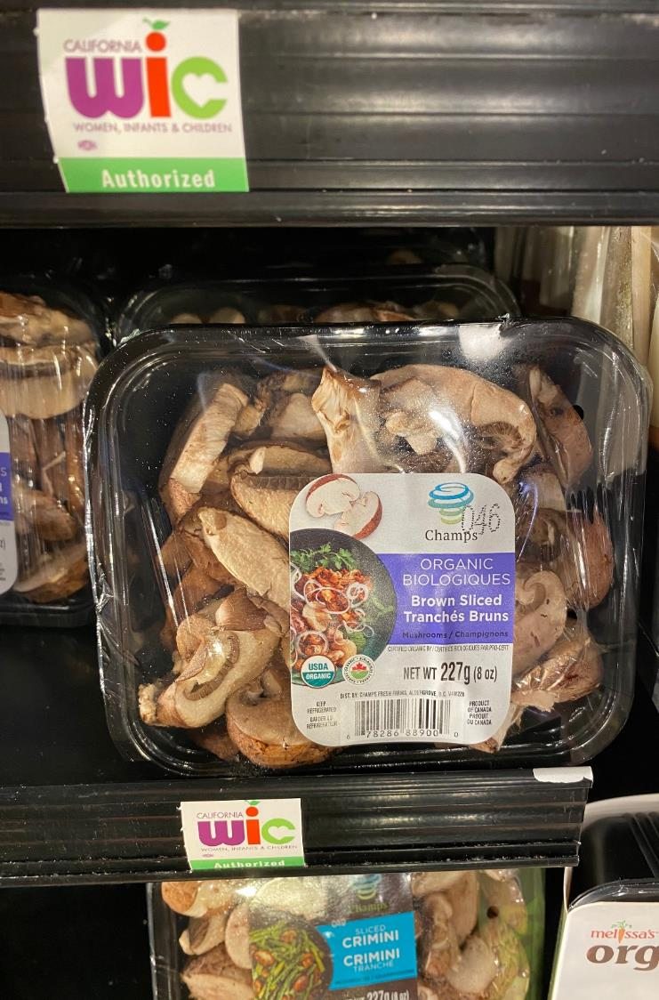 CALIFORNIA
wic
WOMEN, INFANTS & CHILDREN
Authorized
046
Champs
ORGANIC
BIOLOGIQUES
Brown Sliced
Tranchés Bruns
Mushrooms / Champignons
CERTIFIED ORGANIC BY / CERTIFIÉS BIOLOGIQUES PAR PRO-CERT
USDA
ORGANIC
NET WT 227g (8 oz)
DIST. BY: CHAMPS FRESH FARMS, ALDERGROVE, B.C.
KEEP
REFRIGERATED
GARDER AU
RÉFRIGÉRATEUR
PRODUCT
OF CANADA
PRODUIT
DU CANADA
6 78286 88900 0
CALIFORNIA
wic
WOMEN, INFANTS & CHILDREN
Authorized
Champs
SLICED
CRIMINI
CRIMINI
TRANCHÉ
227g (8 oz)
melissa's
org